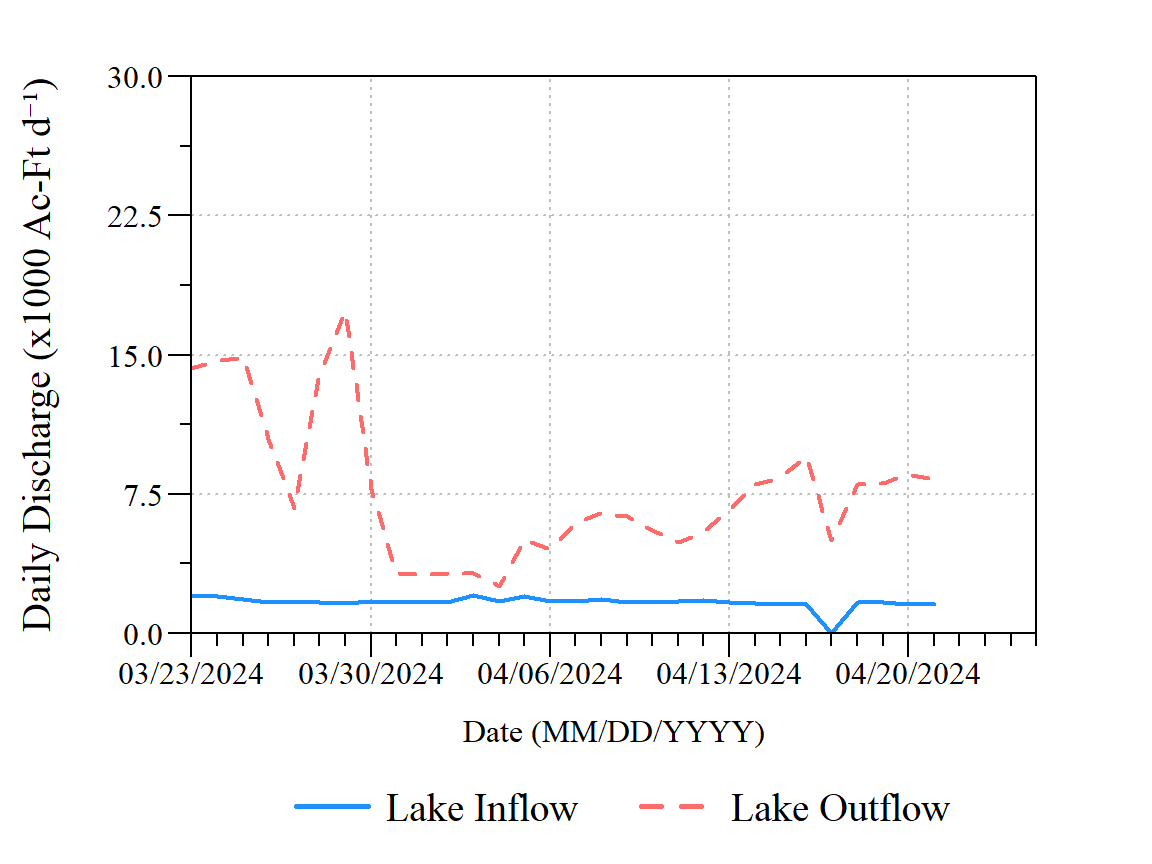 Daily Discharge (x1000 Ac-Ft d⁻¹)
30.0
22.5
15.0
7.5
0.0
03/23/2024 03/30/2024 04/06/2024 04/13/2024 04/20/2024
Date (MM/DD/YYYY)
Lake Inflow Lake Outflow